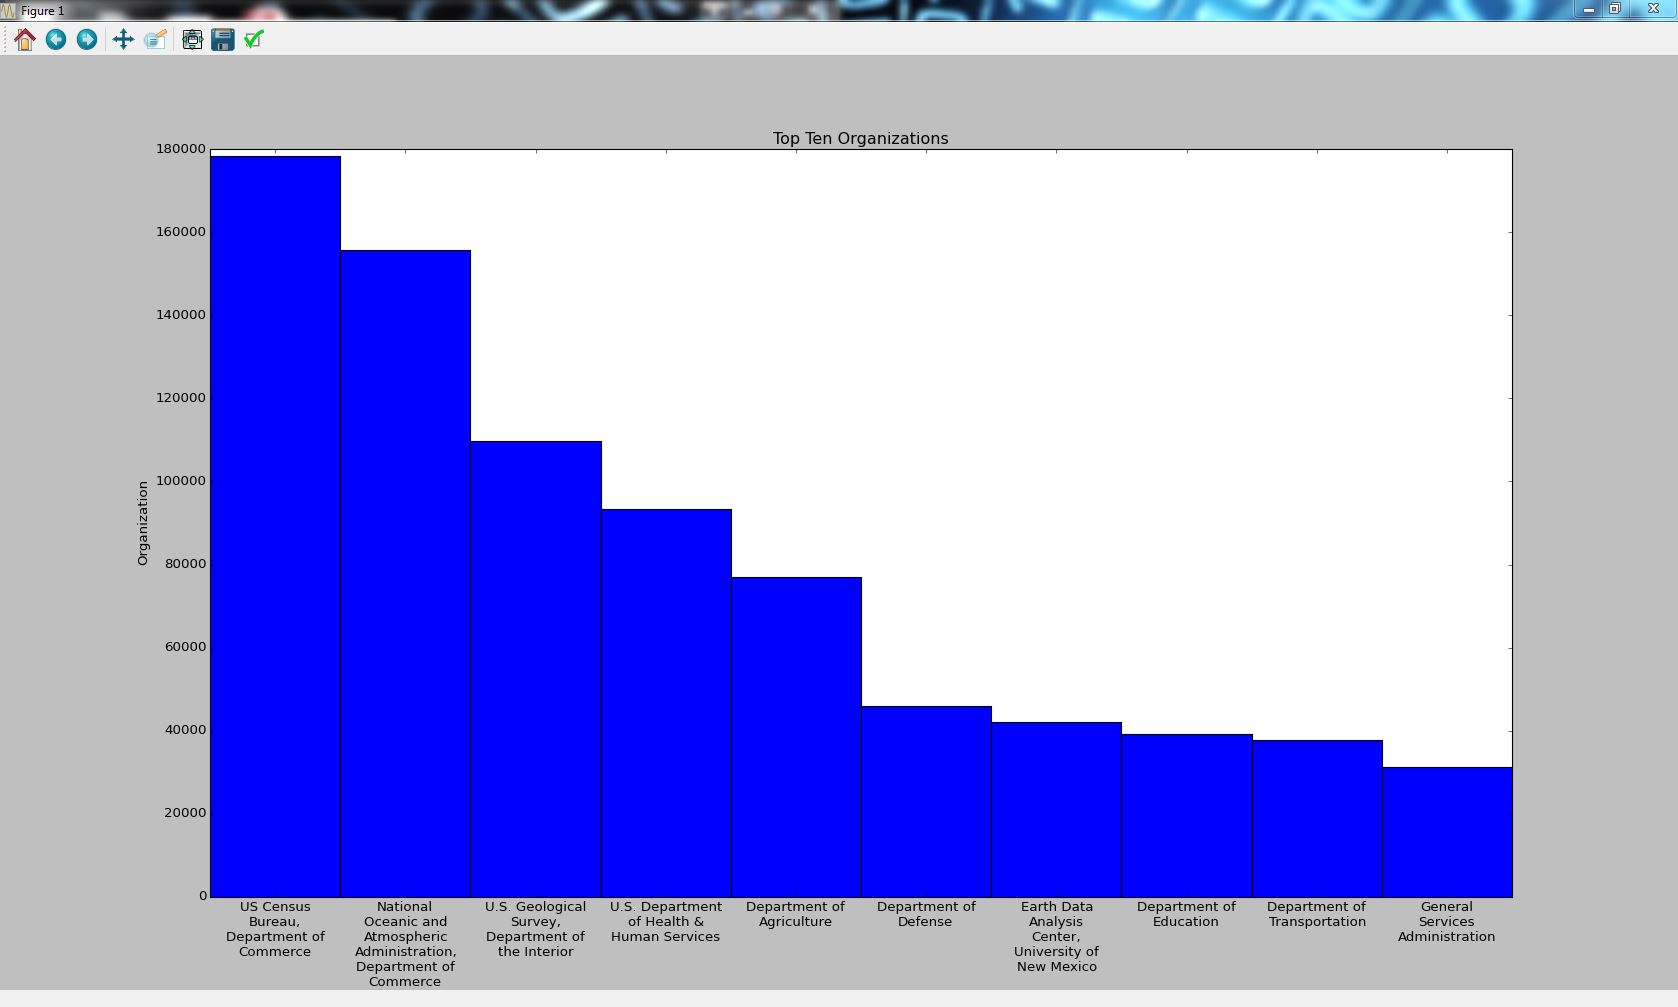 Figure 1
Top Ten Organizations
180000
160000
140000
120000
100000
80000
60000
40000
20000
0
Organization
US Census
Bureau,
Department of
Commerce
National
Oceanic and
Atmospheric
Administration,
Department of
Commerce
U.S. Geological
Survey,
Department of
the Interior
U.S. Department
of Health &
Human Services
Department of
Agriculture
Department of
Defense
Earth Data
Analysis
Center,
University of
New Mexico
Department of
Education
Department of
Transportation
General
Services
Administration